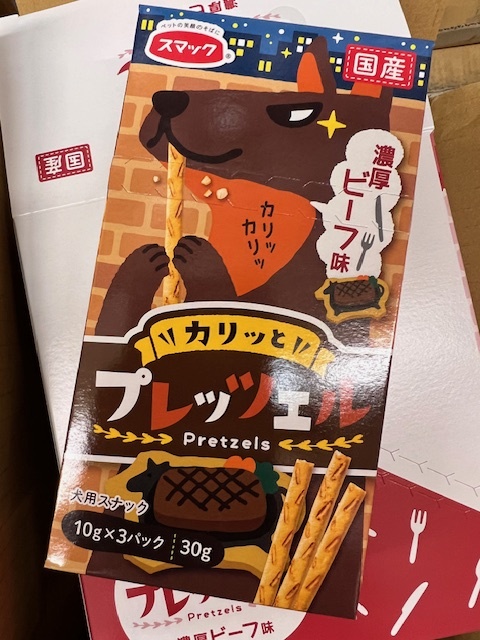 ペットの笑顔のそばに
スマック®
国産
濃厚
ビーフ味
カリッッ
カリッッ
カリッと
プレッツェル
Pretzels
犬用スナック
10g×3パック
30g
国産
Pretzels
濃厚ビーフ味